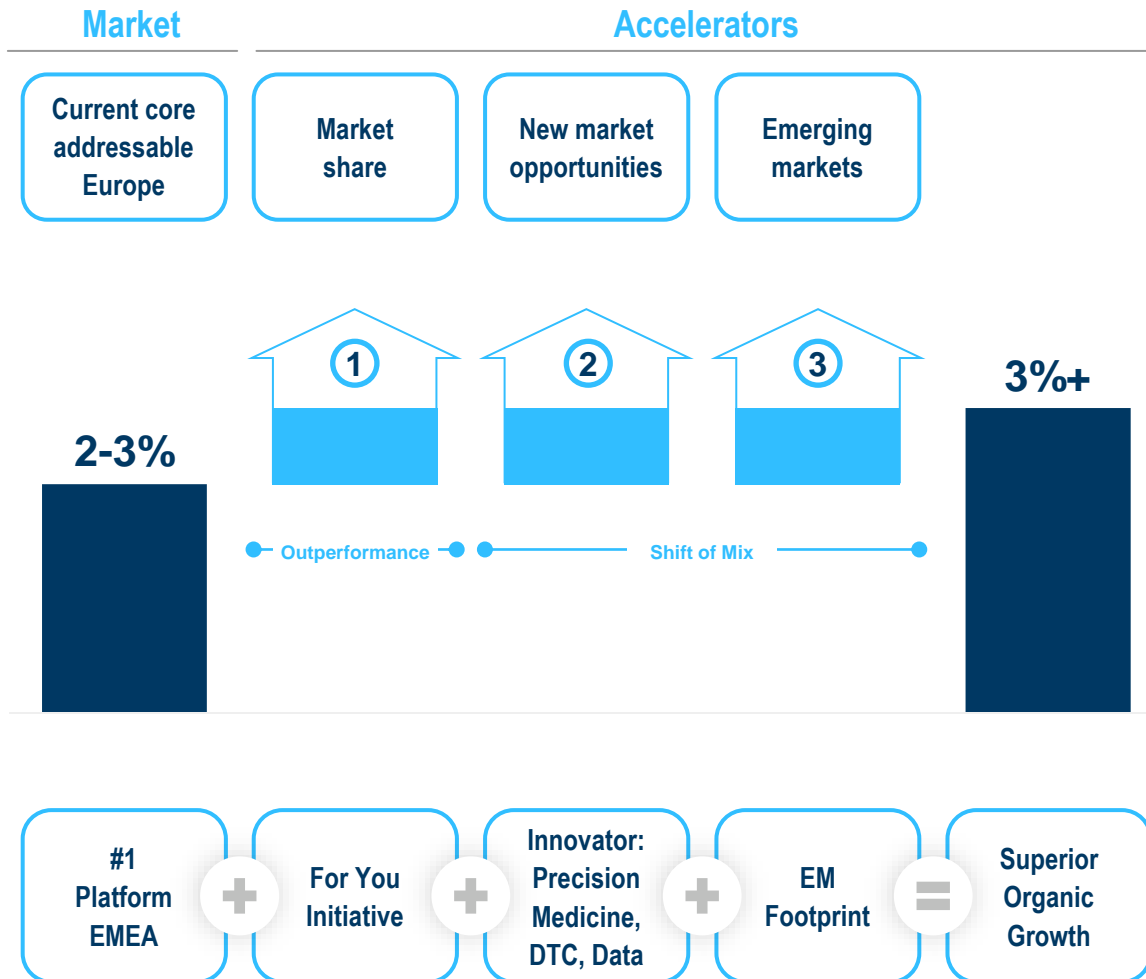 Market
Accelerators
Current core
addressable
Europe
Market
share
New market
opportunities
Emerging
markets
1
2
3
2-3%
3%+
Outperformance
Shift of Mix
#1
Platform
EMEA
+
For You
Initiative
+
Innovator:
Precision
Medicine,
DTC, Data
+
EM
Footprint
=
Superior
Organic
Growth